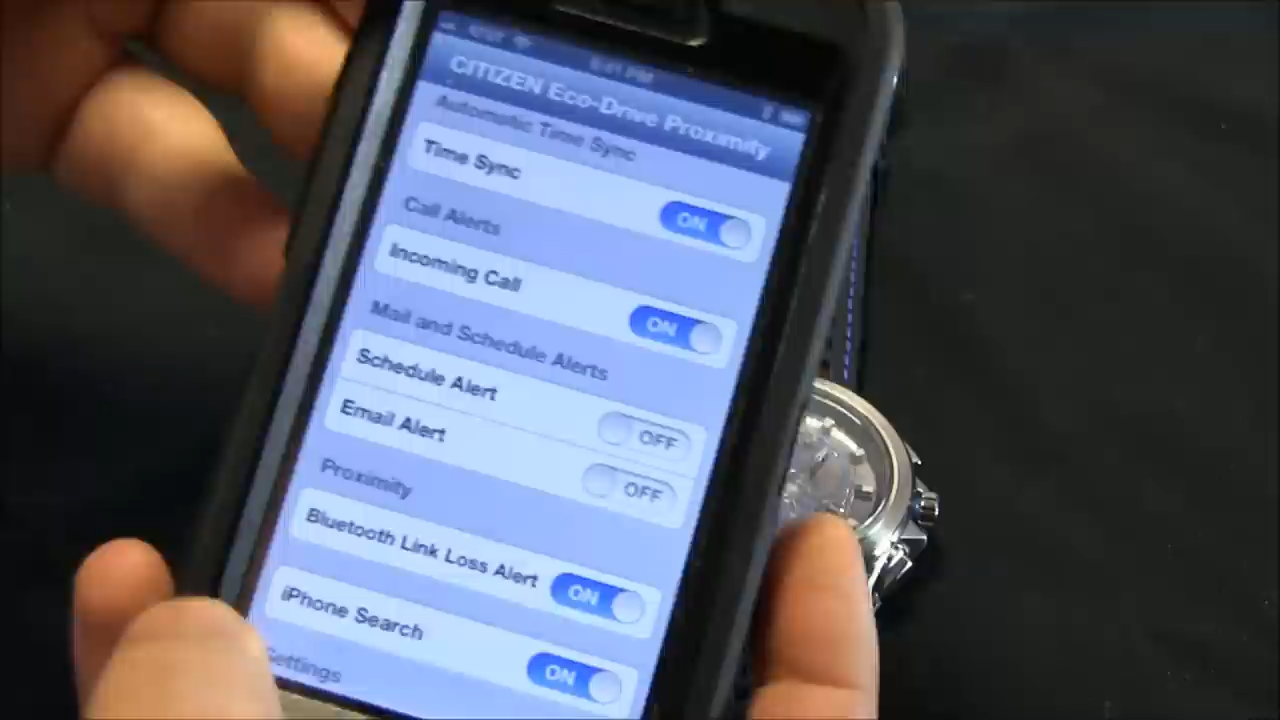 CITIZEN Eco-Drive Proximity
Automatic Time Sync
Time Sync
ON
Call Alerts
Incoming Call
ON
Mail and Schedule Alerts
Schedule Alert
OFF
Email Alert
OFF
Proximity
Bluetooth Link Loss Alert
ON
iPhone Search
ON
Settings